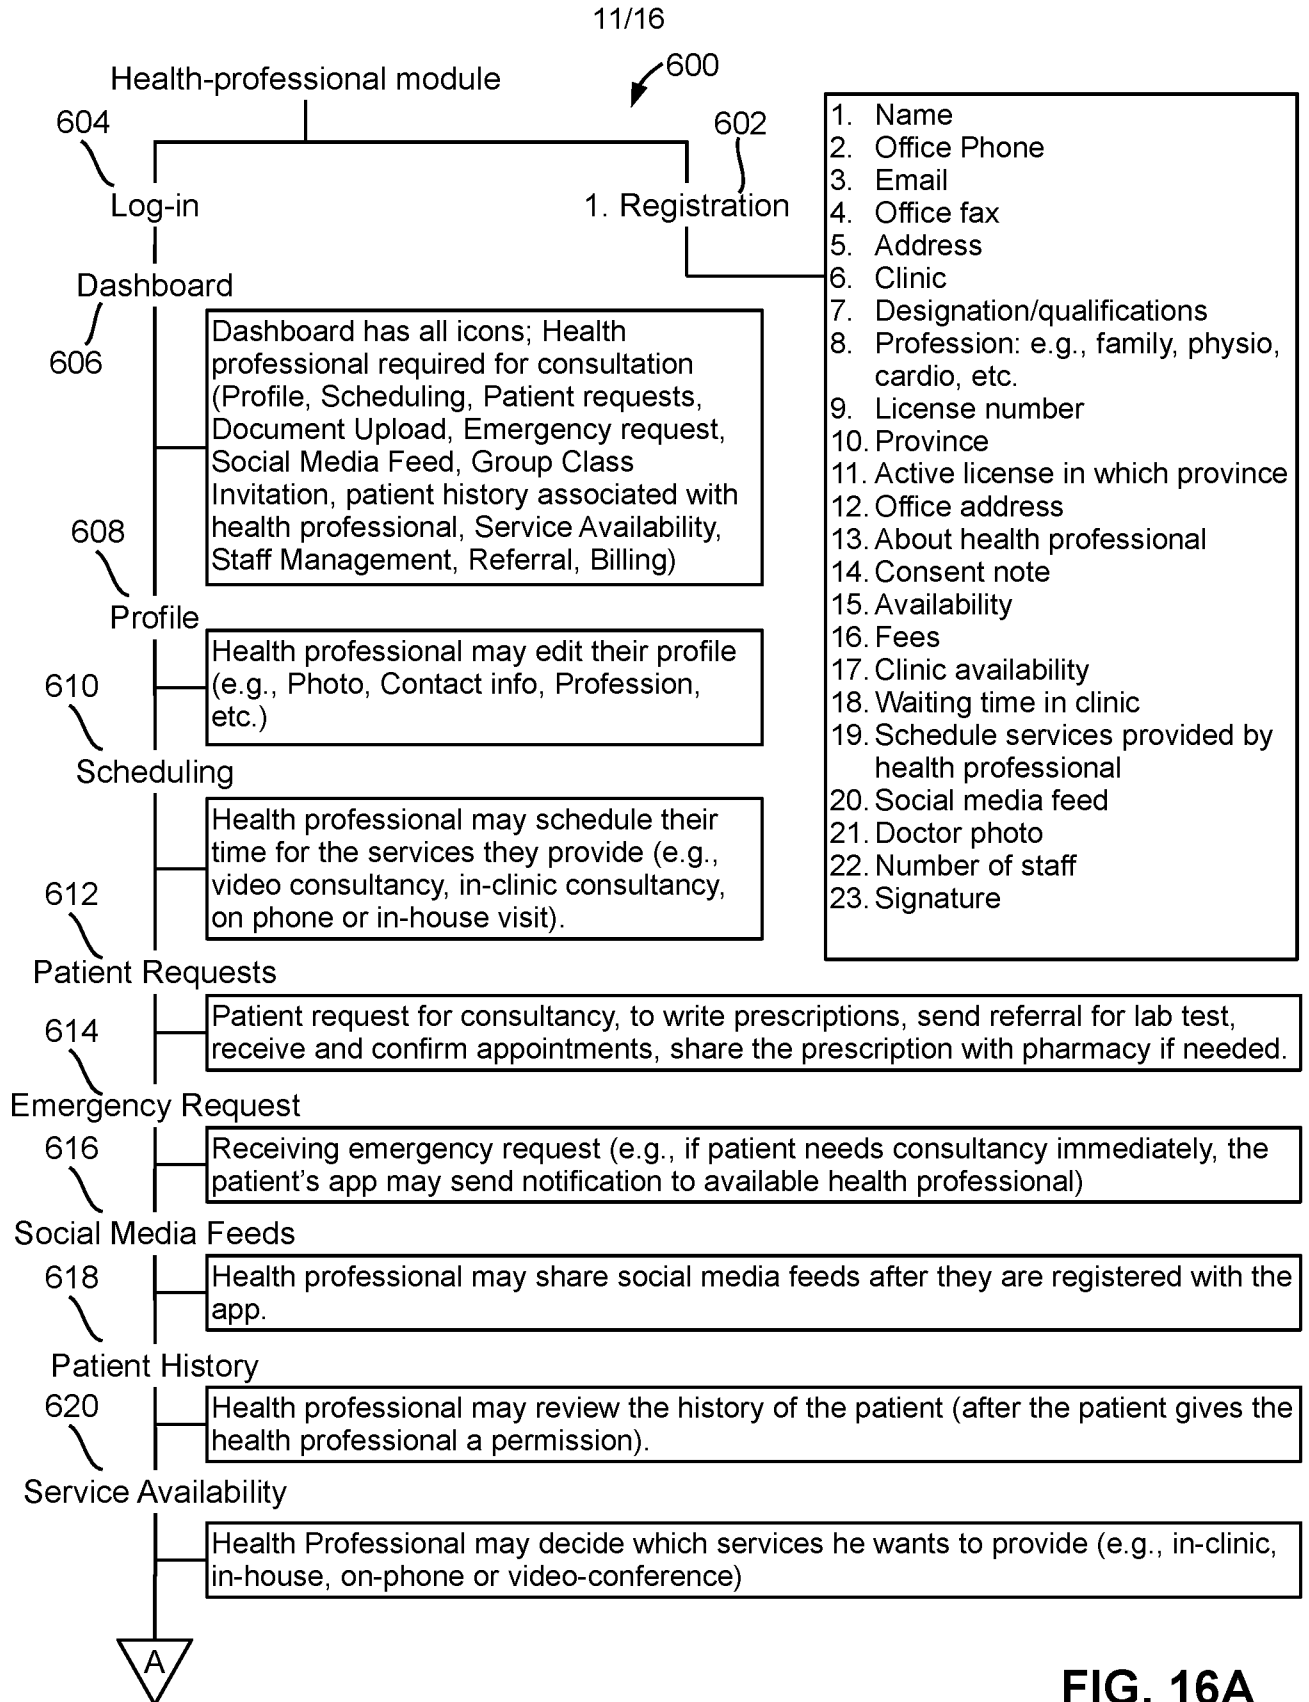 11/16
Health-professional module
600
604
602
Log-in
1. Registration
1. Name
2. Office Phone
3. Email
4. Office fax
5. Address
6. Clinic
7. Designation/qualifications
8. Profession: e.g., family, physio,
cardio, etc.
9. License number
10. Province
11. Active license in which province
12. Office address
13. About health professional
14. Consent note
15. Availability
16. Fees
17. Clinic availability
18. Waiting time in clinic
19. Schedule services provided by
health professional
20. Social media feed
21. Doctor photo
22. Number of staff
23. Signature
Dashboard
606
Dashboard has all icons; Health
professional required for consultation
(Profile, Scheduling, Patient requests,
Document Upload, Emergency request,
Social Media Feed, Group Class
Invitation, patient history associated with
health professional, Service Availability,
Staff Management, Referral, Billing)
608
Profile
Health professional may edit their profile
(e.g., Photo, Contact info, Profession,
etc.)
610
Scheduling
Health professional may schedule their
time for the services they provide (e.g.,
video consultancy, in-clinic consultancy,
on phone or in-house visit).
612
Patient Requests
Patient request for consultancy, to write prescriptions, send referral for lab test,
receive and confirm appointments, share the prescription with pharmacy if needed.
614
Emergency Request
Receiving emergency request (e.g., if patient needs consultancy immediately, the
patient's app may send notification to available health professional)
616
Social Media Feeds
Health professional may share social media feeds after they are registered with the
app.
618
Patient History
Health professional may review the history of the patient (after the patient gives the
health professional a permission).
620
Service Availability
Health Professional may decide which services he wants to provide (e.g., in-clinic,
in-house, on-phone or video-conference)
A
FIG. 16A